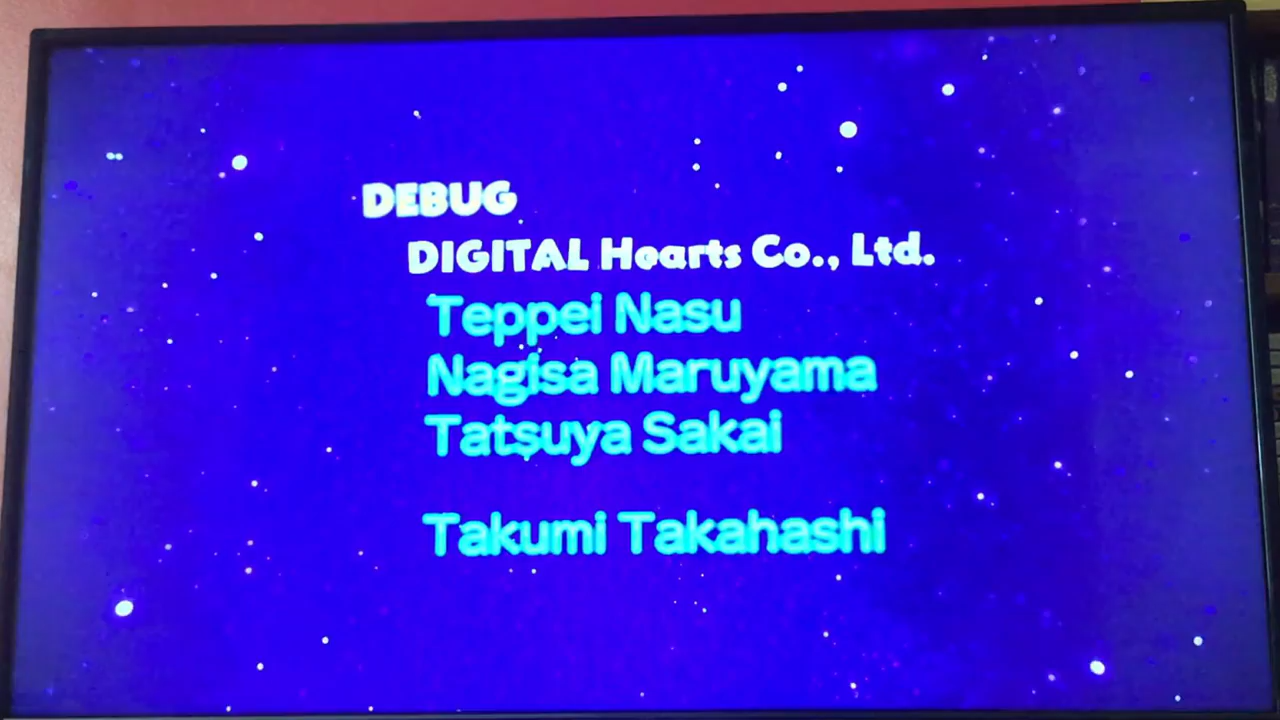 DEBUG
DIGITAL Hearts Co., Ltd.
Teppei Nasu
Nagisa Maruyama
Tatsuya Sakai
Takumi Takahashi